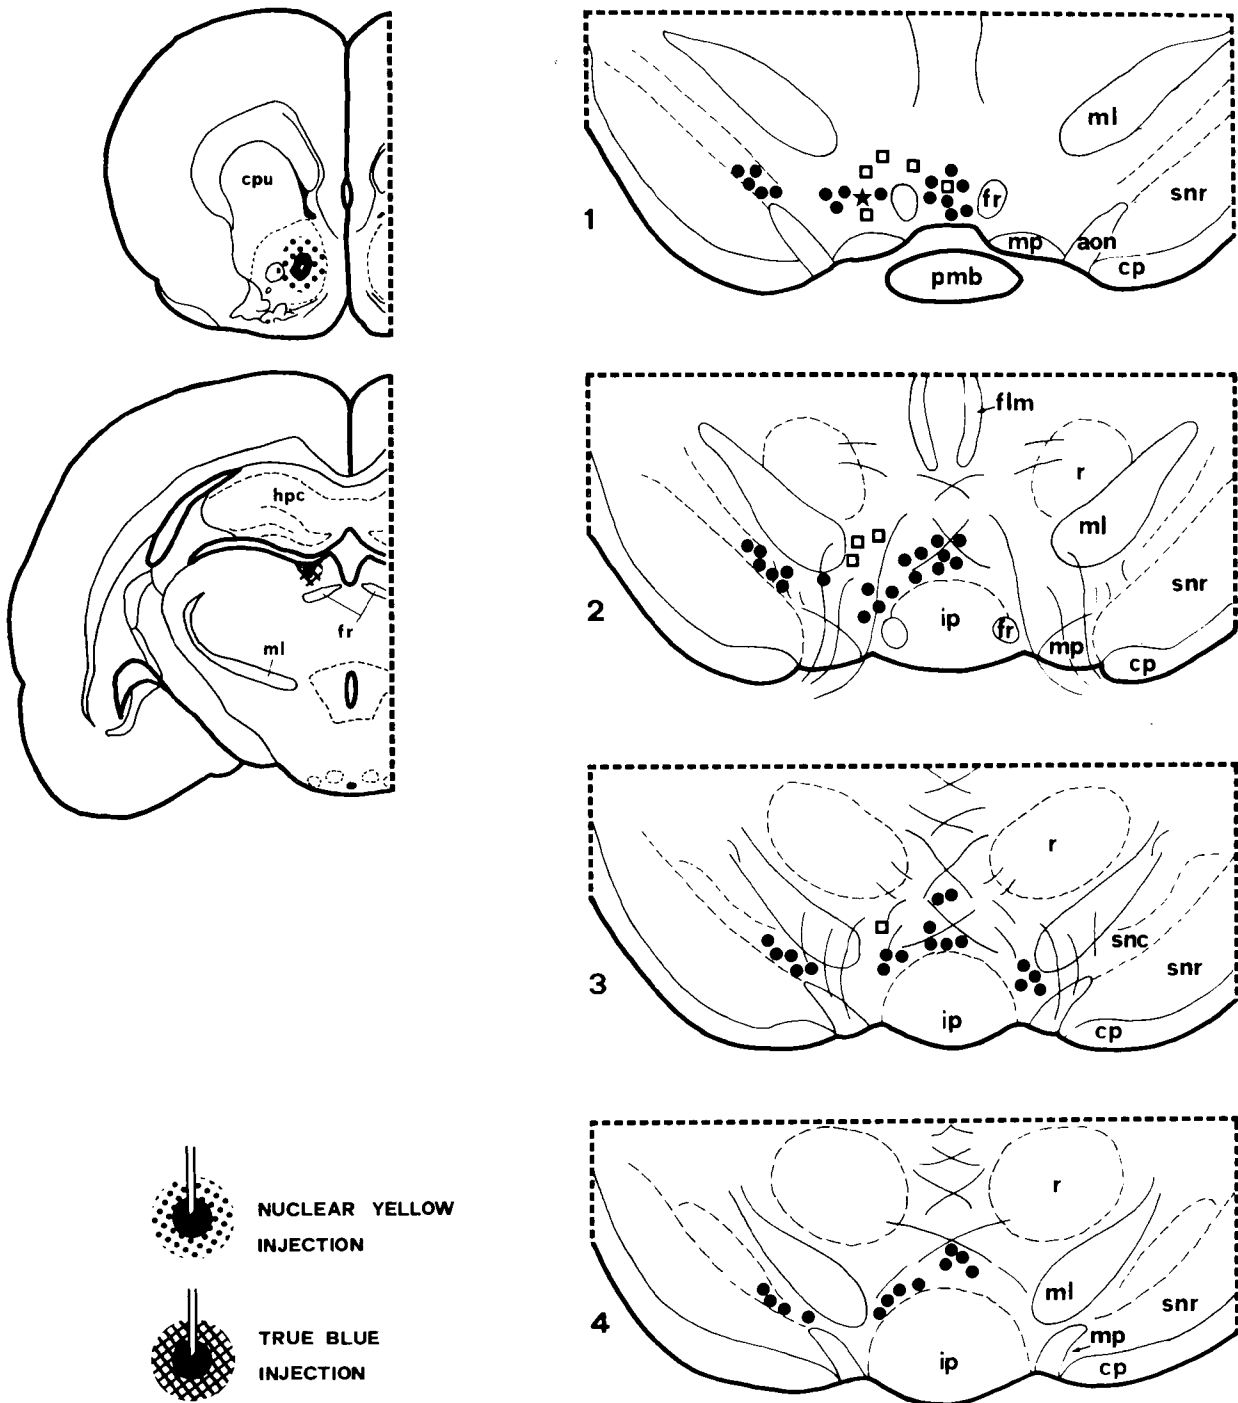 cpu
hpc
fr
ml
NUCLEAR YELLOW
INJECTION
TRUE BLUE
INJECTION
1
ml
snr
fr
mp
aon
cp
pmb
2
flm
r
ml
snr
ip
fr
mp
cp
3
r
snc
snr
ip
cp
4
r
ml
snr
mp
ip
cp